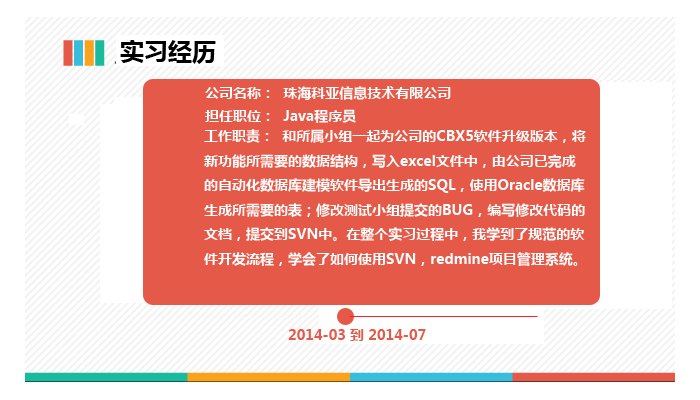 实习经历
公司名称： 珠海科亚信息技术有限公司
担任职位： Java程序员
工作职责： 和所属小组一起为公司的CBX5软件升级版本，将
新功能所需要的数据结构，写入excel文件中，由公司已完成
的自动化数据库建模软件导出生成的SQL，使用Oracle数据库
生成所需要的表；修改测试小组提交的BUG，编写修改代码的
文档，提交到SVN中。在整个实习过程中，我学到了规范的软
件开发流程，学会了如何使用SVN，redmine项目管理系统。
2014-03 到 2014-07